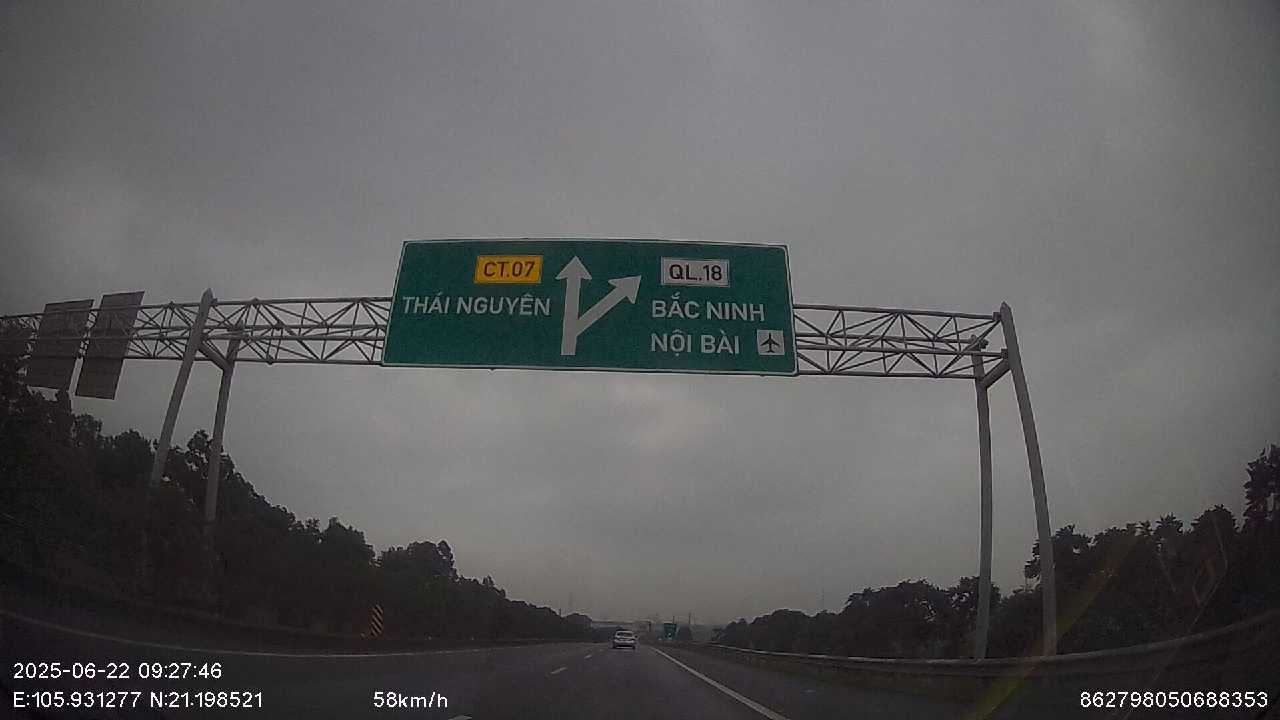 CT.07
THÁI NGUYÊN
QL.18
BẮC NINH
NỘI BÀI
2025-06-22 09:27:46
E:105.931277 N:21.198521
58km/h
862798050688353